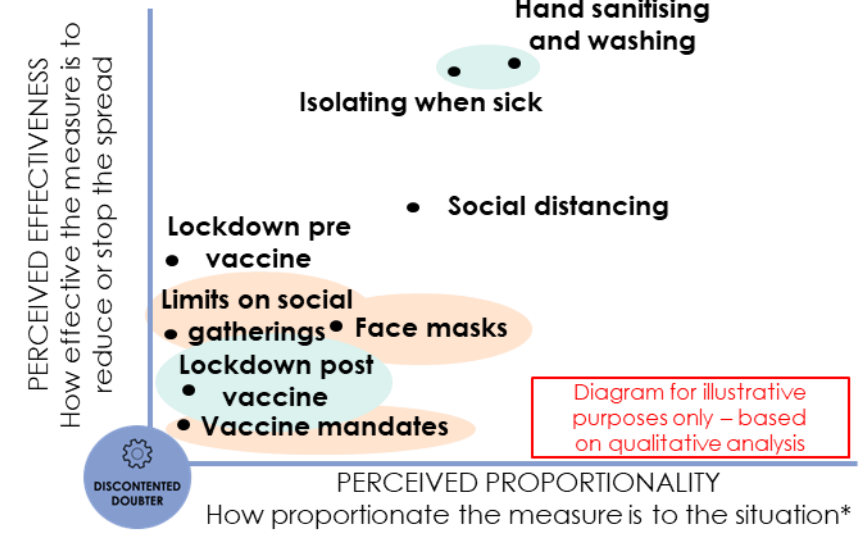 Hand sanitising
and washing
Isolating when sick
Social distancing
Lockdown pre
vaccine
Limits on social
gatherings
Face masks
Lockdown post
vaccine
Vaccine mandates
PERCEIVED EFFECTIVENESS
How effective the measure is to
reduce or stop the spread
Diagram for illustrative
purposes only – based
on qualitative analysis
DISCONTENTED
DOUBTER
PERCEIVED PROPORTIONALITY
How proportionate the measure is to the situation*